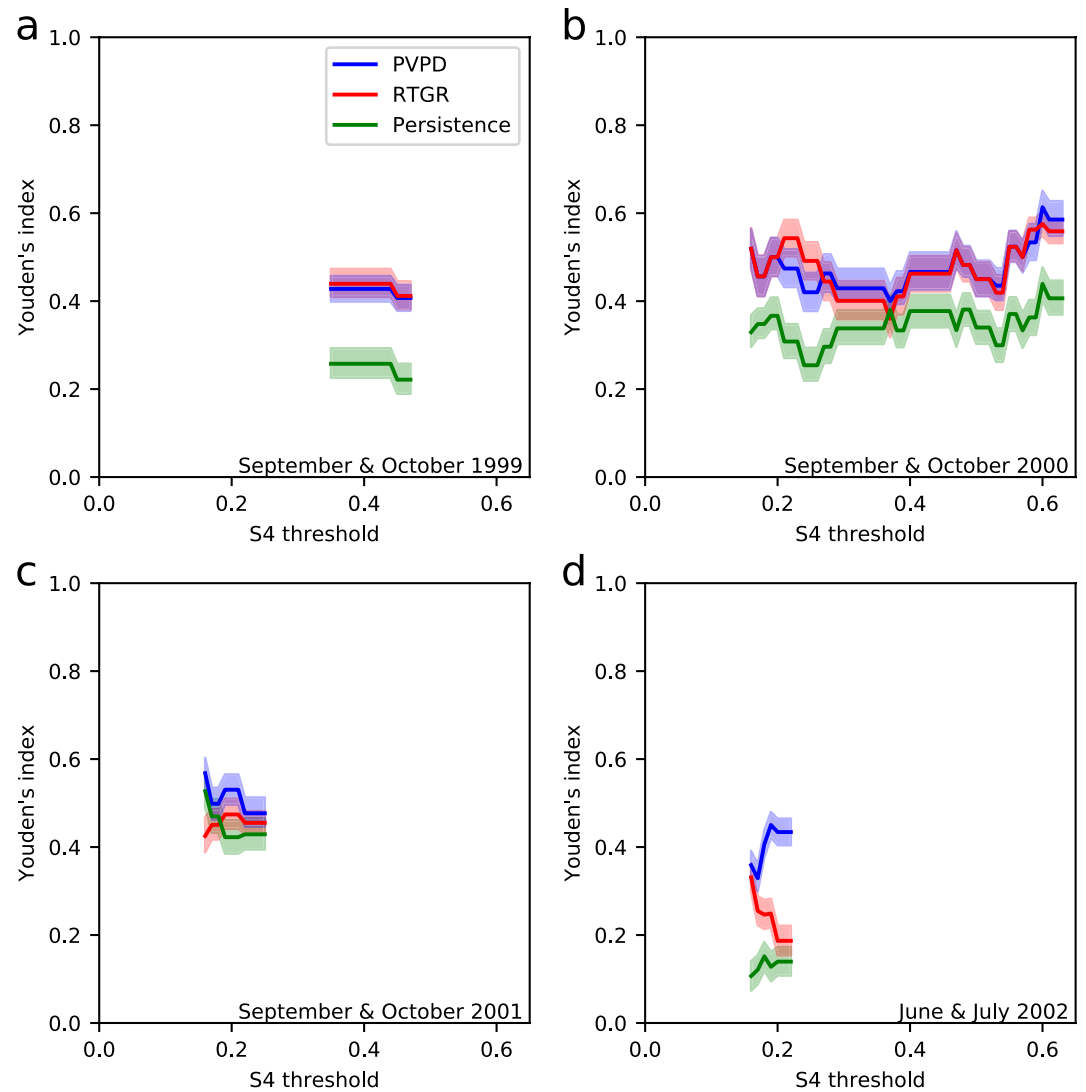 a
1.0
0.8
0.6
0.4
0.2
0.0
Youden's index
PVPD
RTGR
Persistence
September & October 1999
0.0 0.2 0.4 0.6
S4 threshold
b
1.0
0.8
0.6
0.4
0.2
0.0
Youden's index
September & October 2000
0.0 0.2 0.4 0.6
S4 threshold
c
1.0
0.8
0.6
0.4
0.2
0.0
Youden's index
September & October 2001
0.0 0.2 0.4 0.6
S4 threshold
d
1.0
0.8
0.6
0.4
0.2
0.0
Youden's index
June & July 2002
0.0 0.2 0.4 0.6
S4 threshold